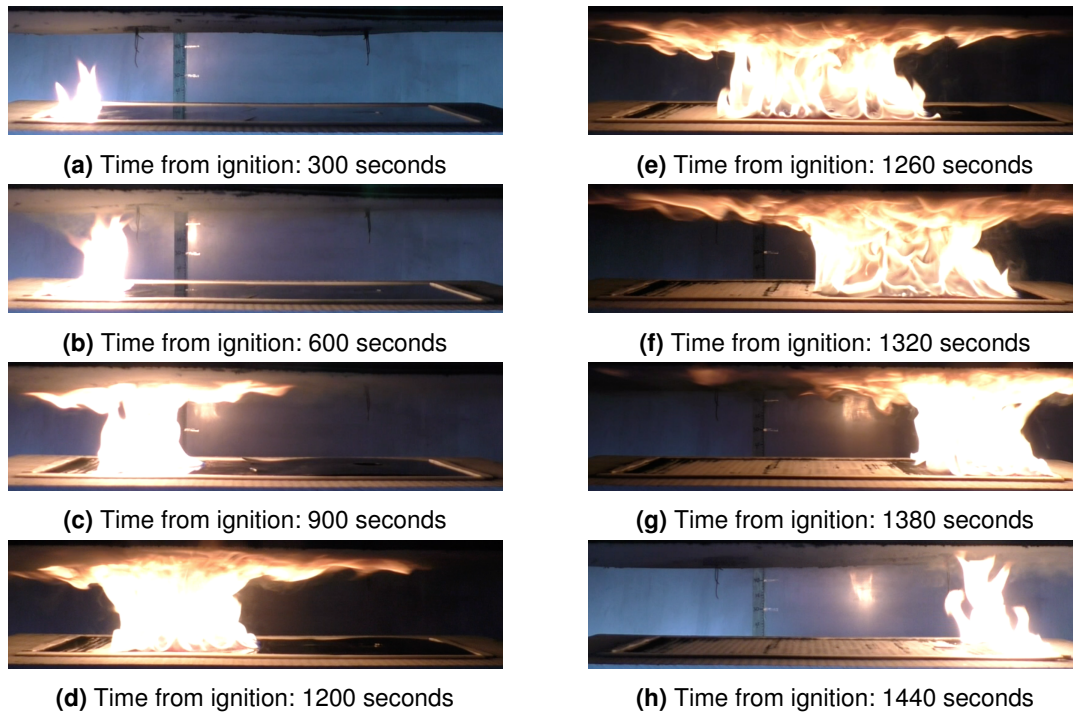 (a) Time from ignition: 300 seconds
(b) Time from ignition: 600 seconds
(c) Time from ignition: 900 seconds
(d) Time from ignition: 1200 seconds
(e) Time from ignition: 1260 seconds
(f) Time from ignition: 1320 seconds
(g) Time from ignition: 1380 seconds
(h) Time from ignition: 1440 seconds